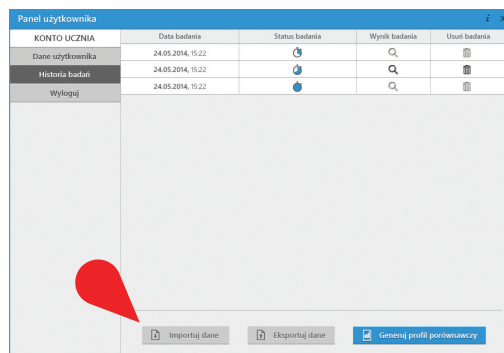 Panel użytkownika i x
KONTO UCZNIA
Dane użytkownika
Historia badań
Wyloguj
Data badania Status badania Wynik badania Usuń badania
24.05.2014, 15:22
24.05.2014, 15:22
24.05.2014, 15:22
Importuj dane Eksportuj dane Generuj profil porównawczy